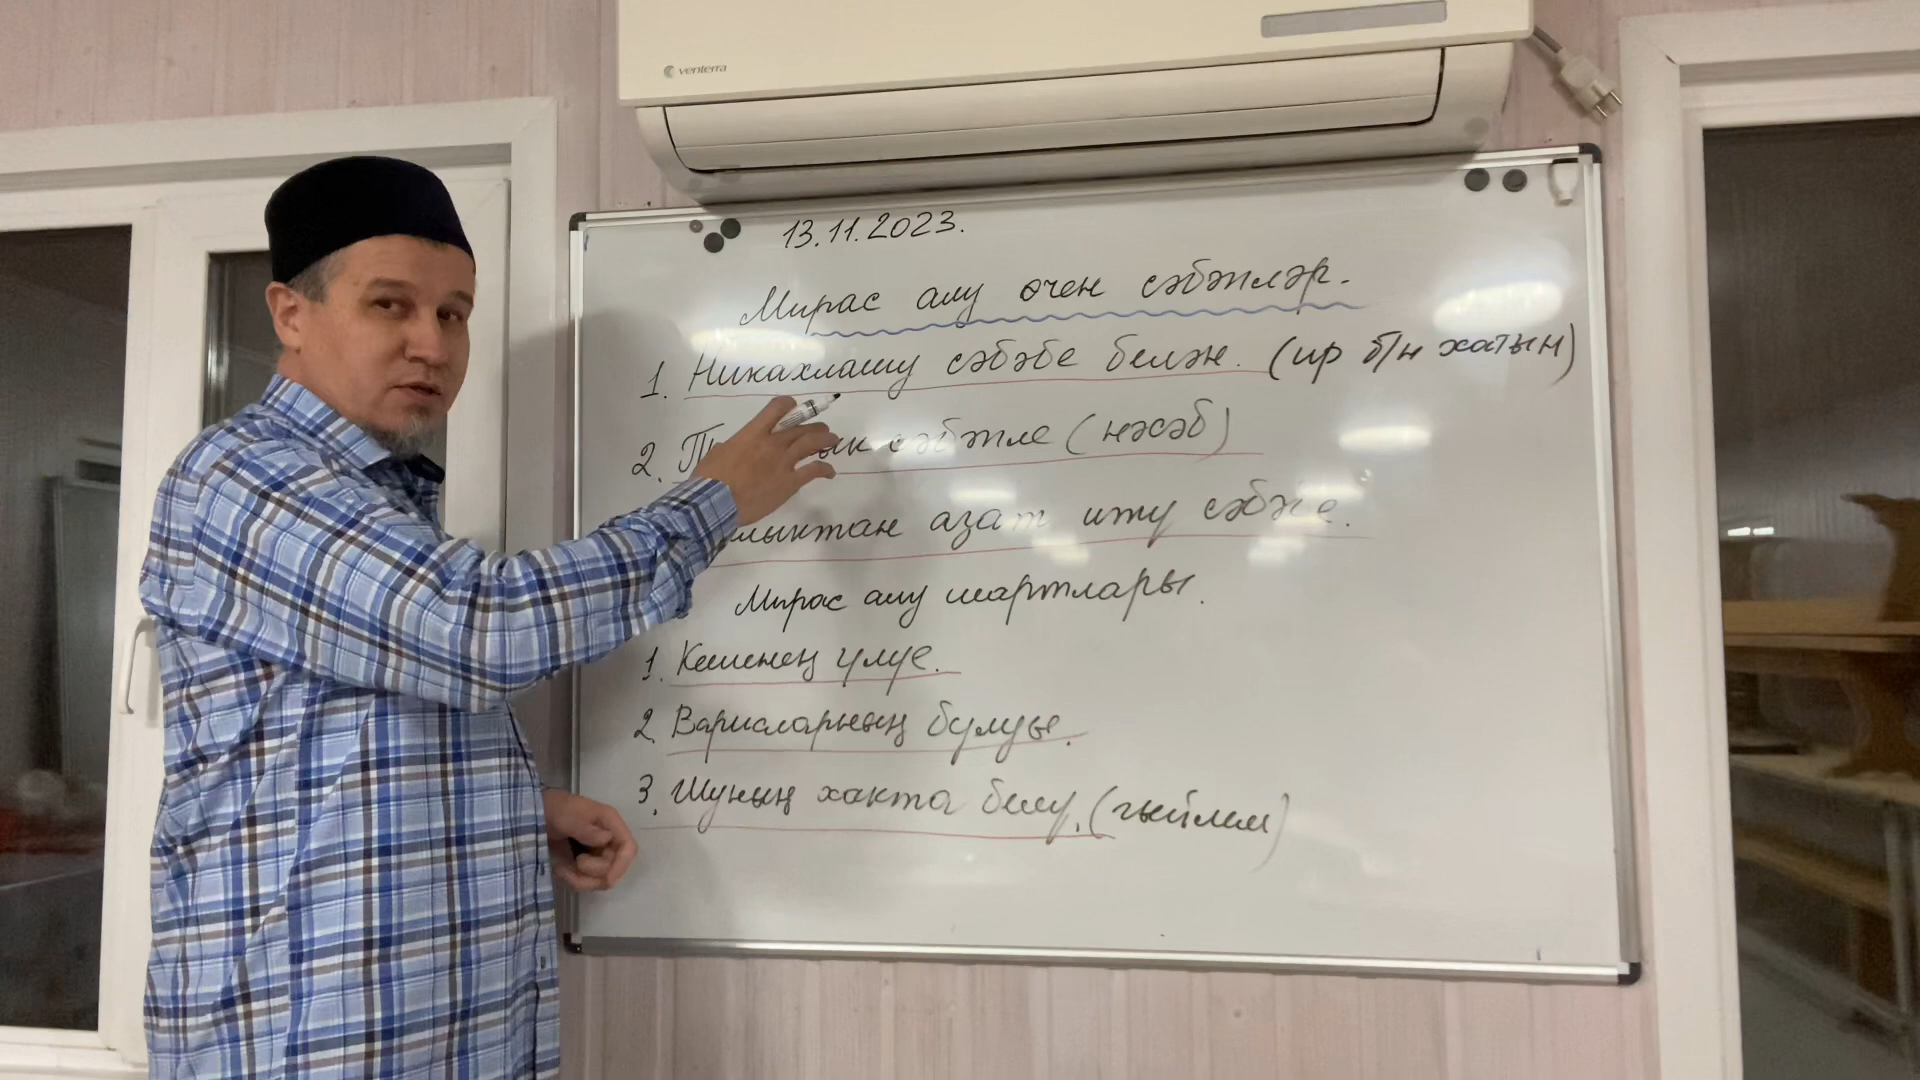 venterra
13.11.2023.
Мирас алу өчен сәбәпләр.
1. Никахлашу сәбәбе белән. (ир б/н хатын)
2. сәбәпле (нәсәб)
азат итү сәбәбе.
Мирас алу шартлары.
1. Кешенең үлүе.
2. Варисларның булуы.
3. Шуның хакта белү. (гыйлем)